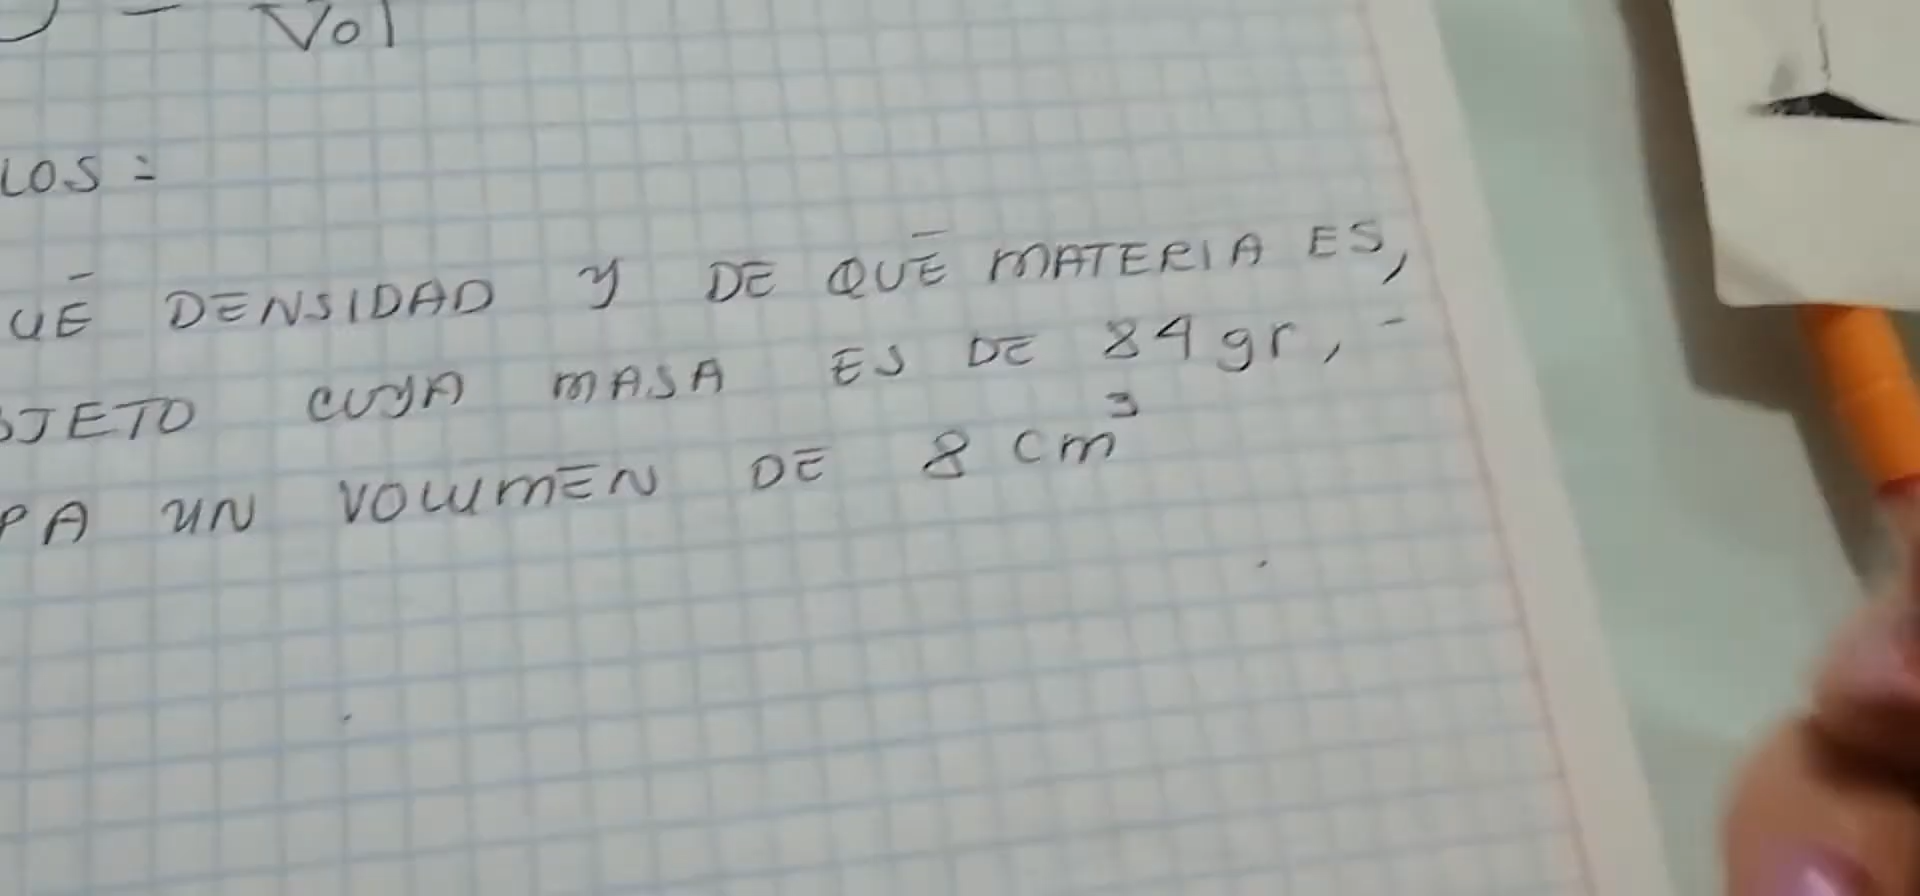 Vol
LOS =
UÉ DENSIDAD Y DE QUÉ MATERIA ES,
JETO CUYA MASA ES DE 84 gr, -
PA UN VOLUMEN DE 8 cm³